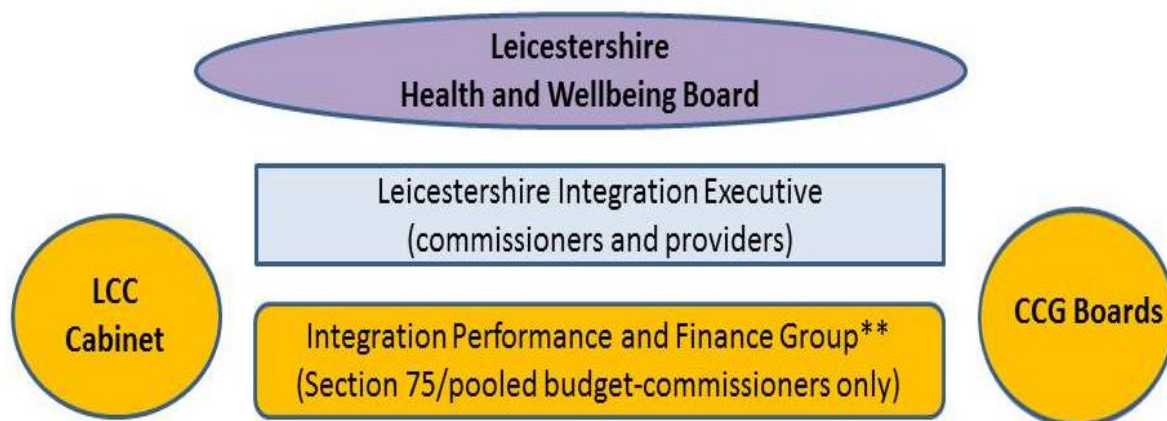 Leicestershire
Health and Wellbeing Board
Leicestershire Integration Executive
(commissioners and providers)
LCC
Cabinet
Integration Performance and Finance Group**
(Section 75/pooled budget-commissioners only)
CCG Boards